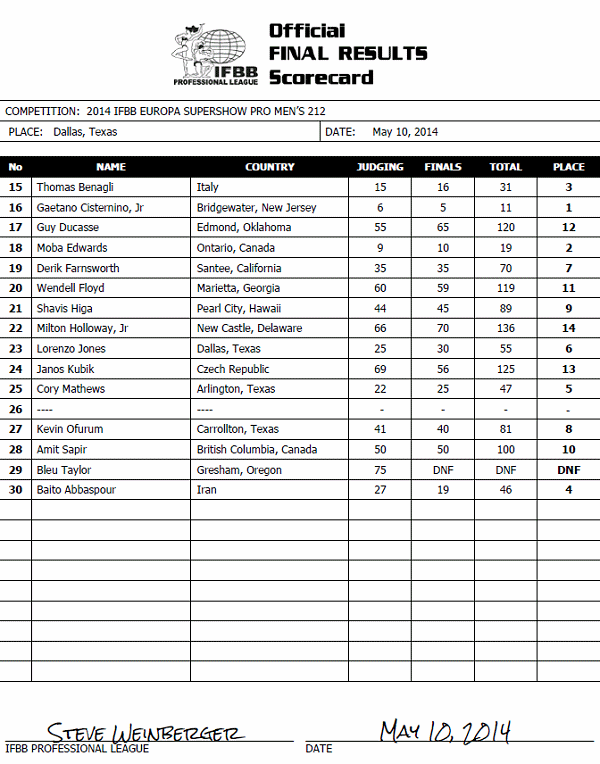 Official
FINAL RESULTS
Scorecard
IFBB
PROFESSIONAL LEAGUE
COMPETITION: 2014 IFBB EUROPA SUPERSHOW PRO MEN'S 212
PLACE: Dallas, Texas DATE: May 10, 2014
No NAME COUNTRY JUDGING FINALS TOTAL PLACE
15 Thomas Benagli Italy 15 16 31 3
16 Gaetano Cisternino, Jr Bridgewater, New Jersey 6 5 11 1
17 Guy Ducasse Edmond, Oklahoma 55 65 120 12
18 Moba Edwards Ontario, Canada 9 10 19 2
19 Derik Farnsworth Santee, California 35 35 70 7
20 Wendell Floyd Marietta, Georgia 60 59 119 11
21 Shavis Higa Pearl City, Hawaii 44 45 89 9
22 Milton Holloway, Jr New Castle, Delaware 66 70 136 14
23 Lorenzo Jones Dallas, Texas 25 30 55 6
24 Janos Kubik Czech Republic 69 56 125 13
25 Cory Mathews Arlington, Texas 22 25 47 5
26 ---- ---- - - - -
27 Kevin Ofurum Carrollton, Texas 41 40 81 8
28 Amit Sapir British Columbia, Canada 50 50 100 10
29 Bleu Taylor Gresham, Oregon 75 DNF DNF DNF
30 Baito Abbaspour Iran 27 19 46 4
STEVE WEINBERGER MAY 10, 2014
IFBB PROFESSIONAL LEAGUE DATE